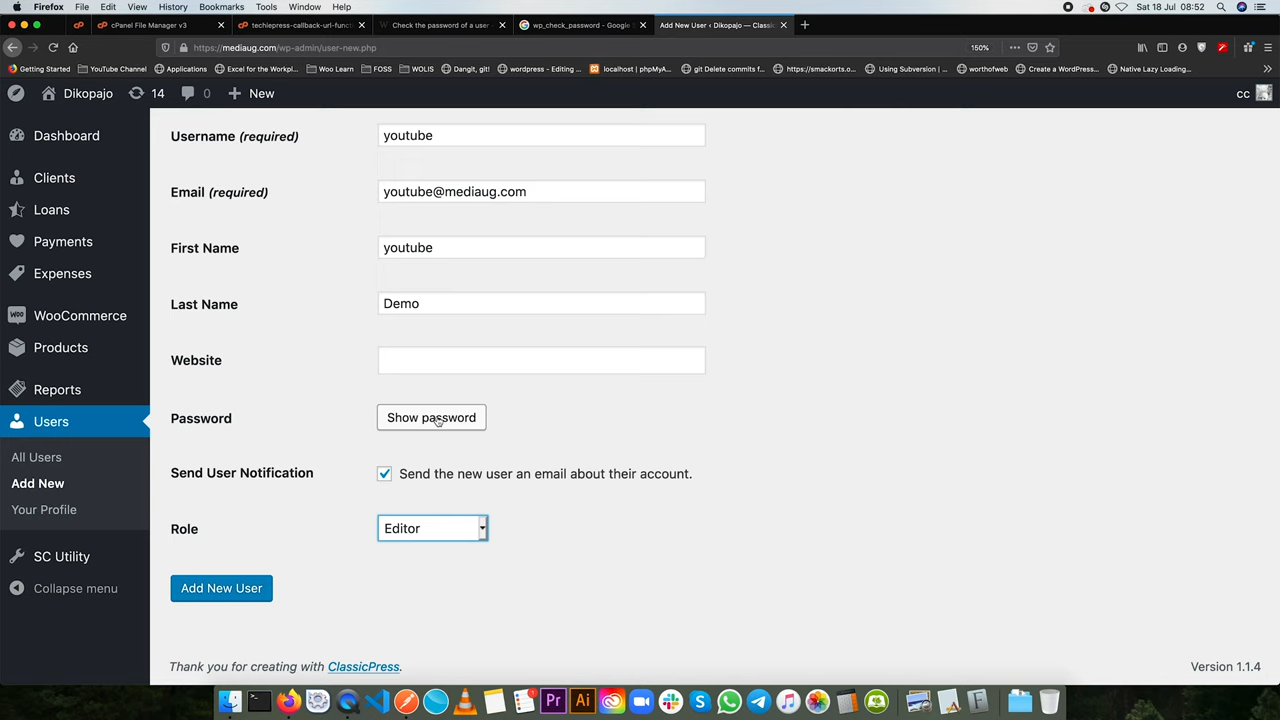 Firefox File Edit View History Bookmarks Tools Window Help Sat 18 Jul 08:52
cPanel File Manager v3 techiepress-callback-url-funct Check the password of a user - wp_check_password - Google Add New User ‹ Dikopajo — Classic
https://mediaug.com/wp-admin/user-new.php 150%
Getting Started YouTube Channel Applications Excel for the Workpl... Woo Learn FOSS WOLIS Dangit, git! wordpress - Editing ... localhost | phpMyA... git Delete commits f... https://smackorts.o... Using Subversion |... Create a WordPress... worthofweb Native Lazy Loading...
Dikopajo 14 0 New cc
Dashboard
Clients
Loans
Payments
Expenses
WooCommerce
Products
Reports
Users
All Users
Add New
Your Profile
SC Utility
Collapse menu
Username (required) youtube
Email (required) youtube@mediaug.com
First Name youtube
Last Name Demo
Website
Password Show password
Send User Notification Send the new user an email about their account.
Role Editor
Add New User
Thank you for creating with ClassicPress. Version 1.1.4